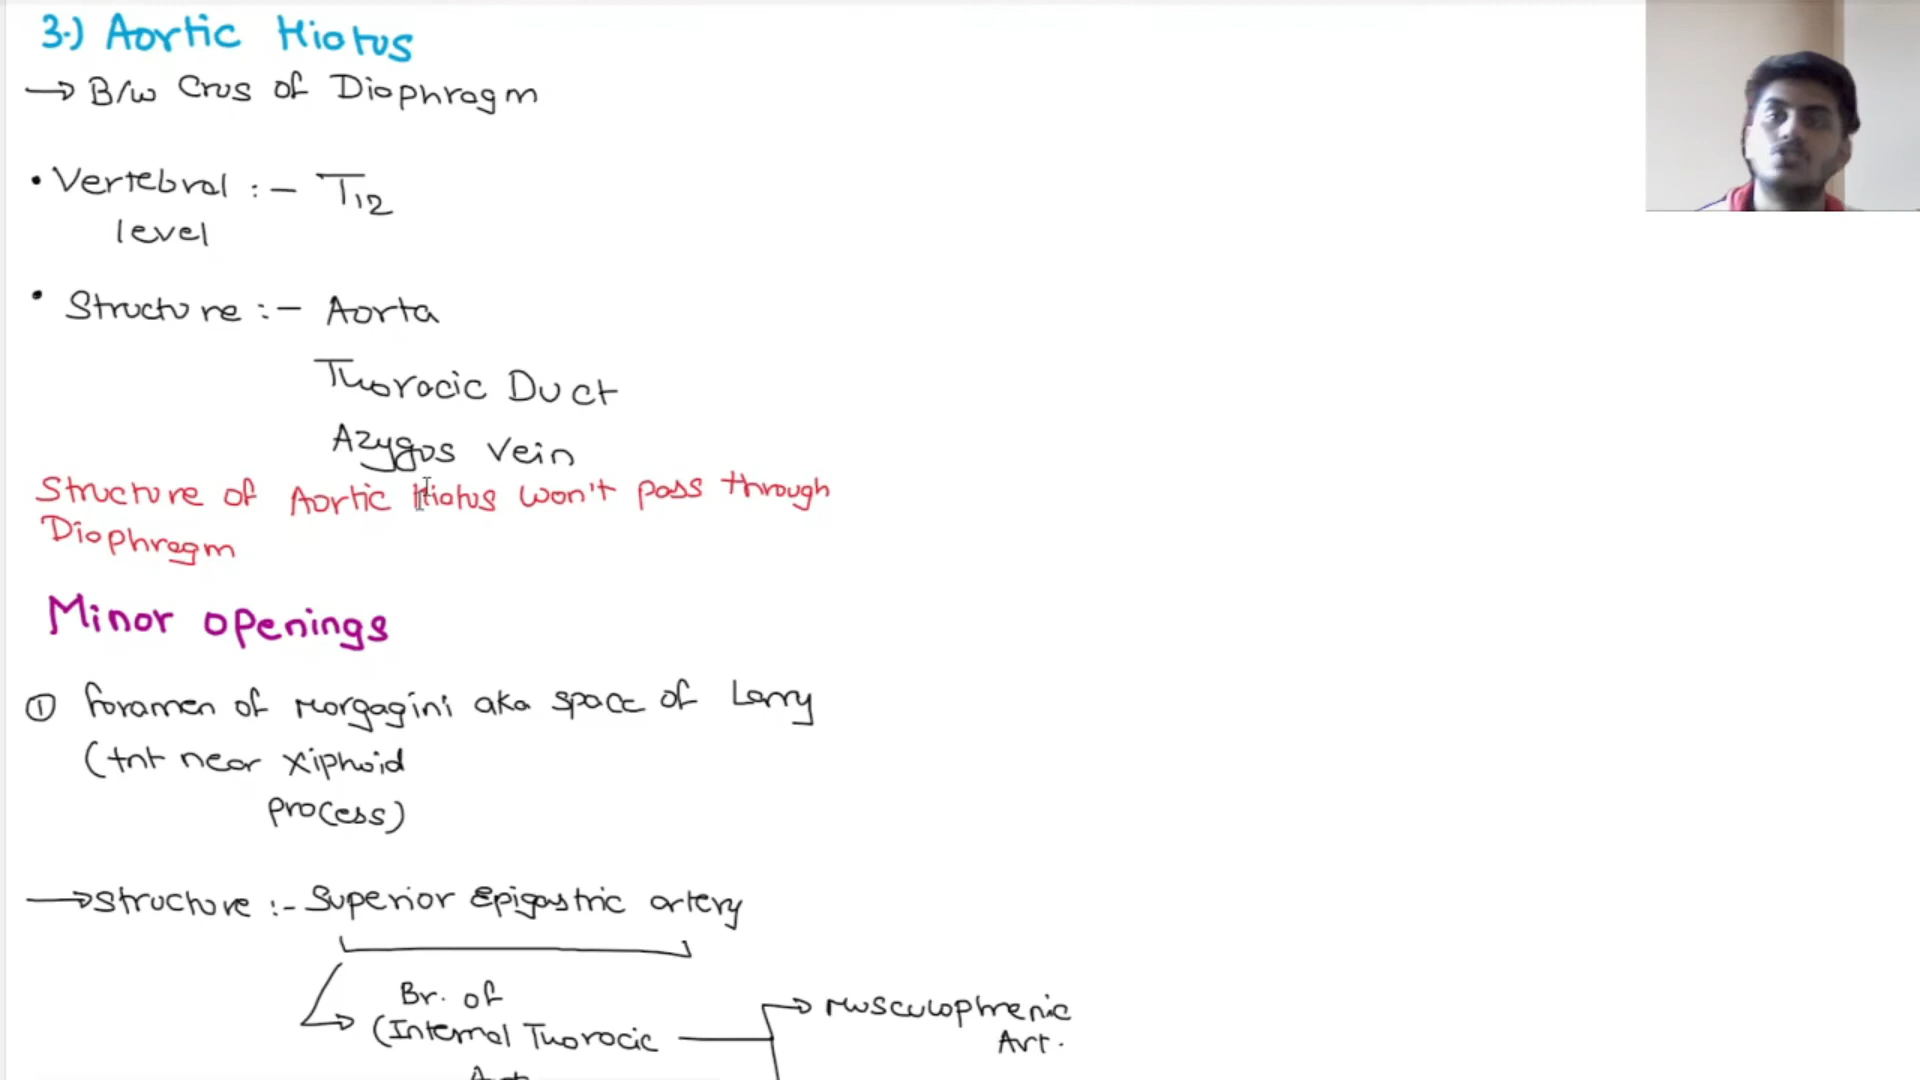 3.) Aortic Hiatus
→ B/w Crus of Diaphragm
• Vertebral :- T12
level
• Structure :- Aorta
Thoracic Duct
Azygos Vein
Structure of Aortic Hiatus won't pass through
Diaphragm
Minor openings
① foramen of Morgagini aka space of Larry
(tnt near Xiphoid
process)
→ structure :- Superior Epigastric artery
Br. of
(Internal Thoracic → Musculophrenic
Art.